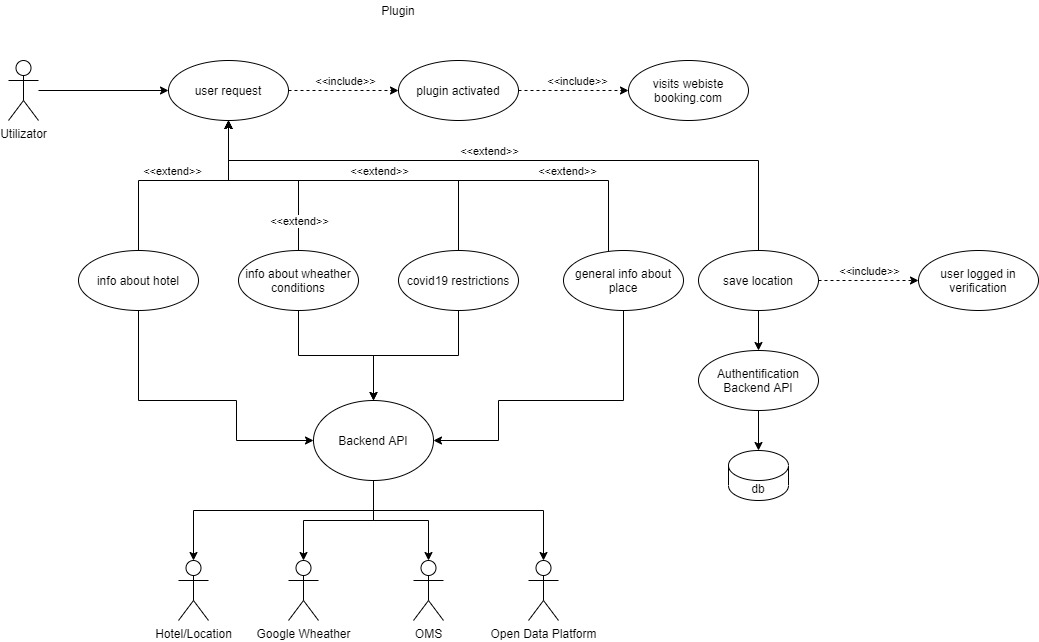 Plugin
Utilizator
user request
<<include>>
plugin activated
<<include>>
visits webiste
booking.com
<<extend>>
<<extend>>
<<extend>>
<<extend>>
<<extend>>
info about hotel
info about wheather
conditions
covid19 restrictions
general info about
place
save location
<<include>>
user logged in
verification
Authentification
Backend API
Backend API
db
Hotel/Location
Google Wheather
OMS
Open Data Platform